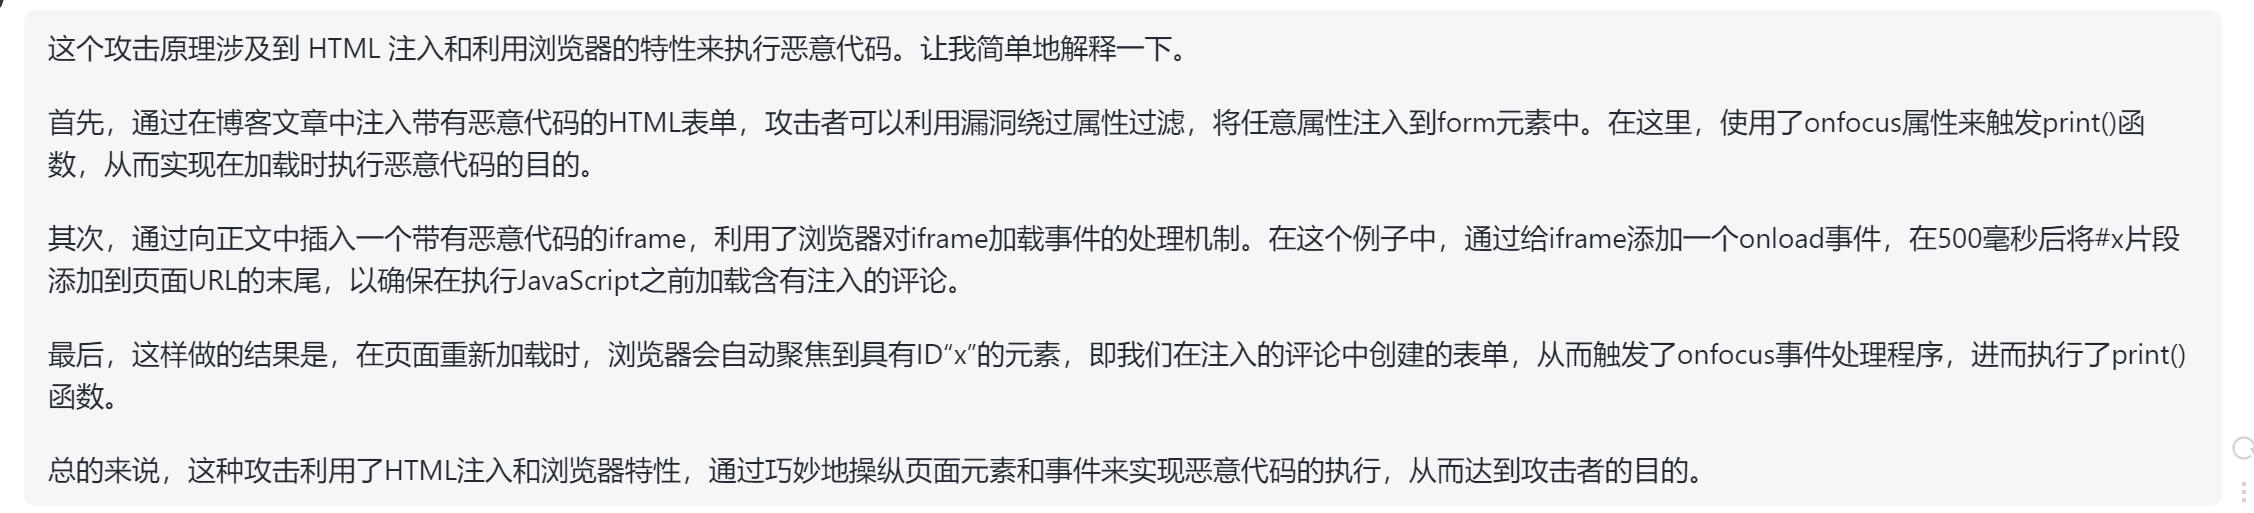 这个攻击原理涉及到 HTML 注入和利用浏览器的特性来执行恶意代码。让我简单地解释一下。
首先，通过在博客文章中注入带有恶意代码的HTML表单，攻击者可以利用漏洞绕过属性过滤，将任意属性注入到form元素中。在这里，使用了onfocus属性来触发print()函
数，从而实现在加载时执行恶意代码的目的。
其次，通过向正文中插入一个带有恶意代码的iframe，利用了浏览器对iframe加载事件的处理机制。在这个例子中，通过给iframe添加一个onload事件，在500毫秒后将#x片段
添加到页面URL的末尾，以确保在执行JavaScript之前加载含有注入的评论。
最后，这样做的结果是，在页面重新加载时，浏览器会自动聚焦到具有ID“x”的元素，即我们在注入的评论中创建的表单，从而触发了onfocus事件处理程序，进而执行了print()
函数。
总的来说，这种攻击利用了HTML注入和浏览器特性，通过巧妙地操纵页面元素和事件来实现恶意代码的执行，从而达到攻击者的目的。